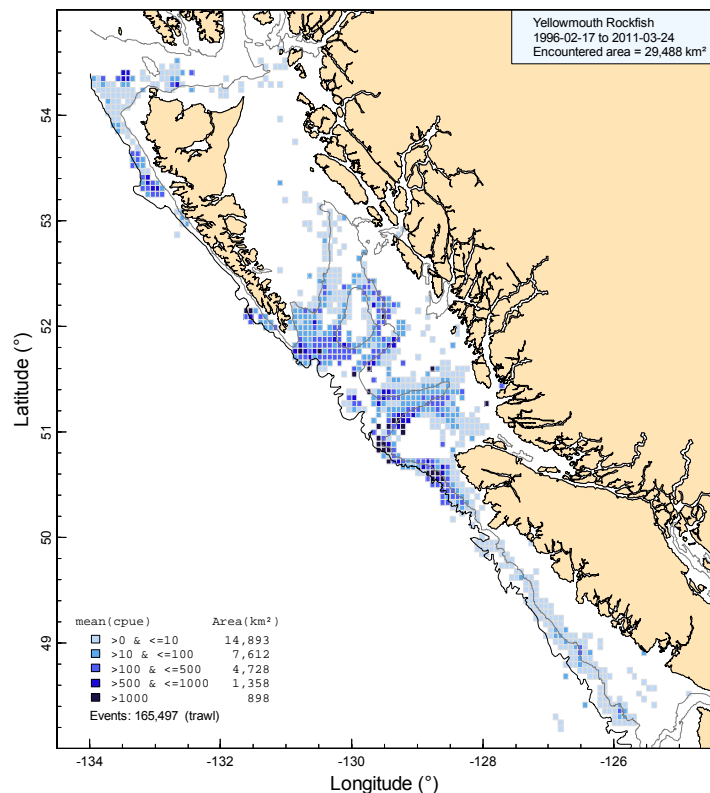 Yellowmouth Rockfish
1996-02-17 to 2011-03-24
Encountered area = 29,488 km²
54
53
52
51
50
49
Latitude (°)
mean(cpue) Area(km²)
>0 & <=10 14,893
>10 & <=100 7,612
>100 & <=500 4,728
>500 & <=1000 1,358
>1000 898
Events: 165,497 (trawl)
-134 -132 -130 -128 -126
Longitude (°)